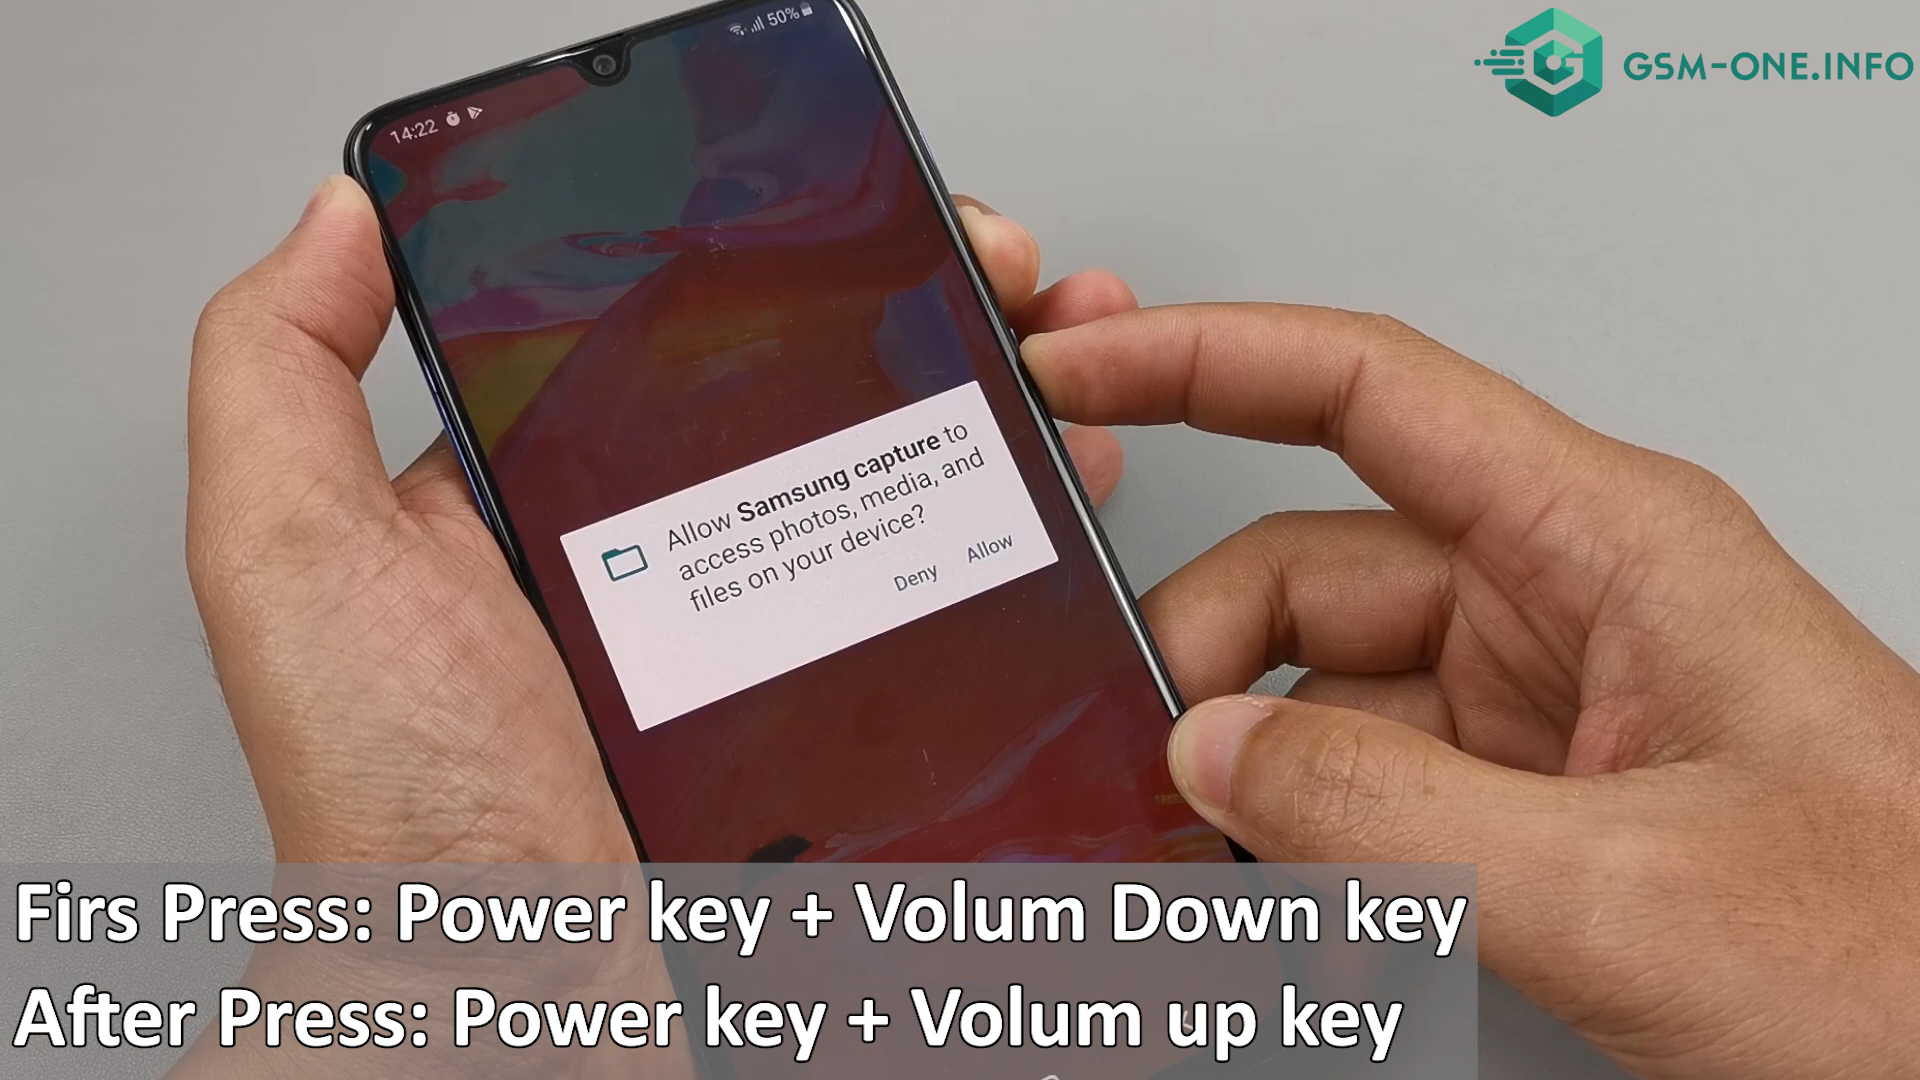 GSM-ONE.INFO
50%
14:22
Allow Samsung capture to
access photos, media, and
files on your device?
Deny Allow
Firs Press: Power key + Volum Down key
After Press: Power key + Volum up key